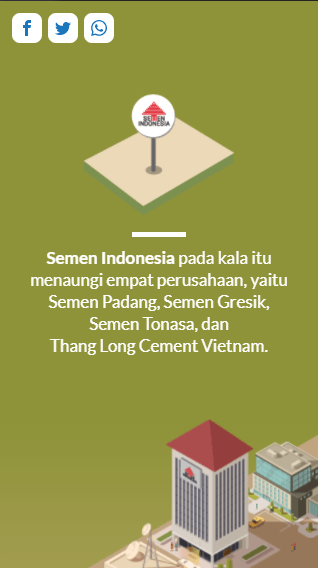 SEMEN
INDONESIA
Semen Indonesia pada kala itu
menaungi empat perusahaan, yaitu
Semen Padang, Semen Gresik,
Semen Tonasa, dan
Thang Long Cement Vietnam.